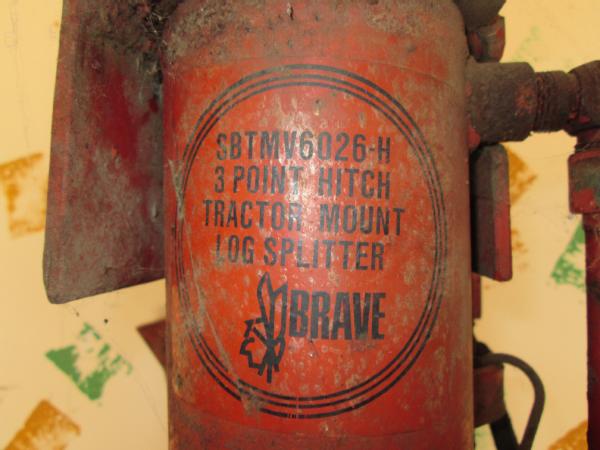 SBTMV6026-H
3 POINT HITCH
TRACTOR MOUNT
LOG SPLITTER
BRAVE